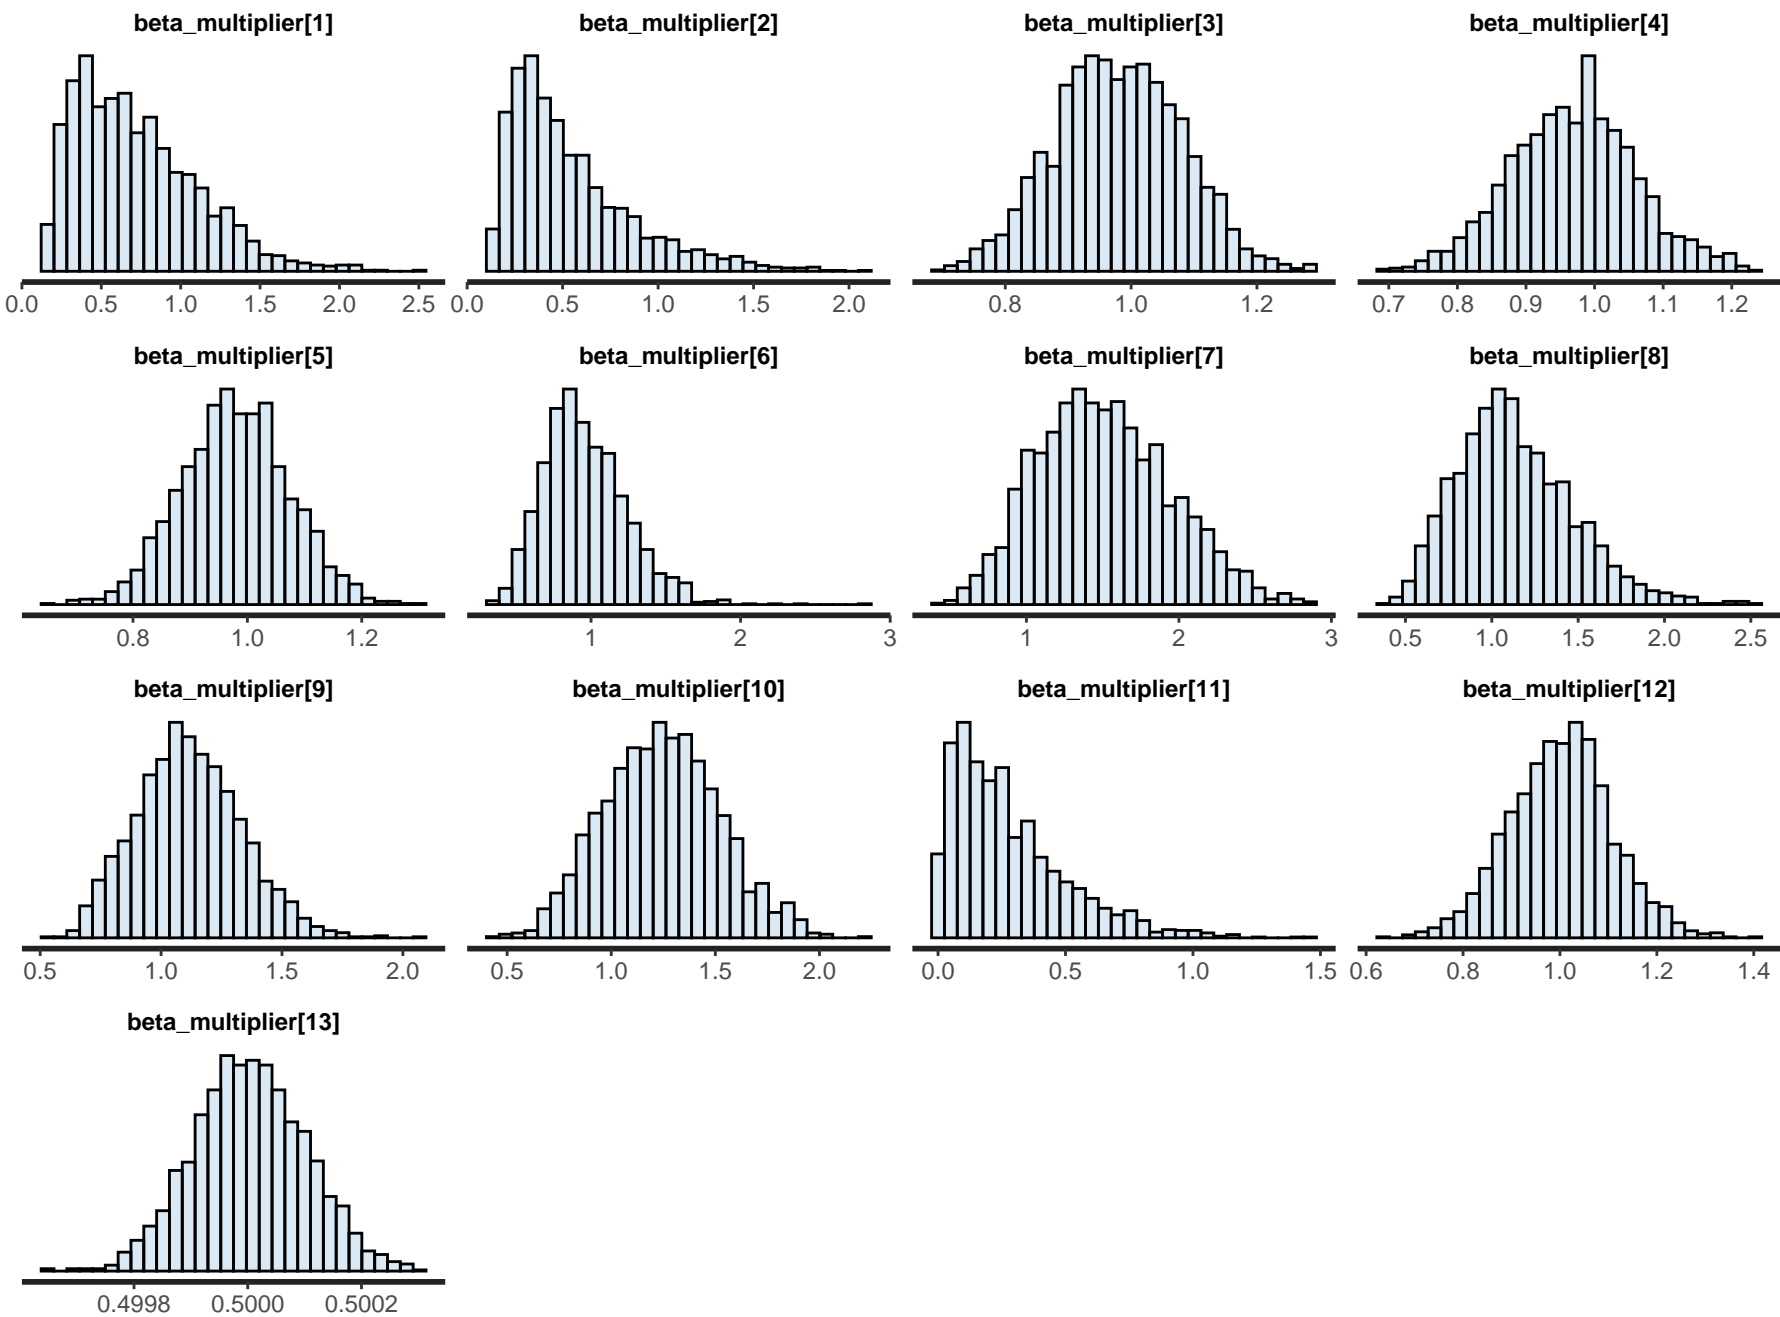 beta_multiplier[1] beta_multiplier[2] beta_multiplier[3] beta_multiplier[4]
0.0 0.5 1.0 1.5 2.0 2.5 0.0 0.5 1.0 1.5 2.0 0.8 1.0 1.2 0.7 0.8 0.9 1.0 1.1 1.2
beta_multiplier[5] beta_multiplier[6] beta_multiplier[7] beta_multiplier[8]
0.8 1.0 1.2 1 2 3 1 2 3 0.5 1.0 1.5 2.0 2.5
beta_multiplier[9] beta_multiplier[10] beta_multiplier[11] beta_multiplier[12]
0.5 1.0 1.5 2.0 0.5 1.0 1.5 2.0 0.0 0.5 1.0 1.5 0.6 0.8 1.0 1.2 1.4
beta_multiplier[13]
0.4998 0.5000 0.5002